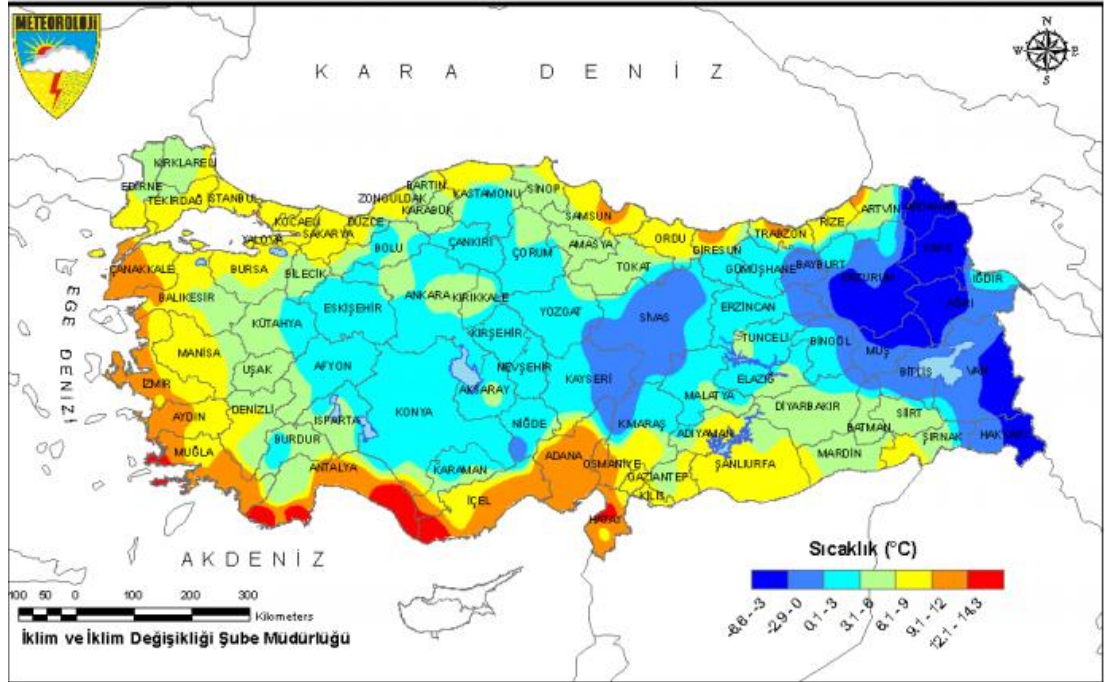 METEOROLOJİ
N
W
S
KARA DENİZ
KIRKLARELİ
EDİRNE
TEKİRDAĞ
İSTANBUL
KOCAELİ
YALOVA
SAKARYA
DÜZCE
ZONGULDAK
BARTIN
KARABÜK
KASTAMONU
SİNOP
SAMSUN
BOLU
ÇANKIRI
ÇORUM
AMASYA
TOKAT
ORDU
GİRESUN
TRABZON
RİZE
ARTVİN
GÜMÜŞHANE
BAYBURT
ERZURUM
IĞDIR
AĞRI
ÇANAKKALE
BALIKESİR
BURSA
BİLECİK
KÜTAHYA
ESKİŞEHİR
ANKARA
KIRIKKALE
YOZGAT
SİVAS
ERZİNCAN
TUNCELİ
BİNGÖL
MUŞ
BİTLİS
VAN
EGE DENİZİ
MANİSA
İZMİR
UŞAK
AFYON
KIRŞEHİR
NEVŞEHİR
AKSARAY
KAYSERİ
MALATYA
ELAZIĞ
DİYARBAKIR
BATMAN
SİİRT
ŞIRNAK
HAKKARİ
AYDIN
DENİZLİ
MUĞLA
BURDUR
ISPARTA
KONYA
NİĞDE
K.MARAŞ
ADIYAMAN
MARDİN
ANTALYA
KARAMAN
İÇEL
ADANA
OSMANİYE
GAZİANTEP
KİLİS
ŞANLIURFA
HATAY
AKDENİZ
Sıcaklık (°C)
-6.6 - -3
-2.9 - 0
0.1 - 3
3.1 - 6
6.1 - 9
9.1 - 12
12.1 - 14.3
100 50 0 100 200 300
Kilometers
İklim ve İklim Değişikliği Şube Müdürlüğü